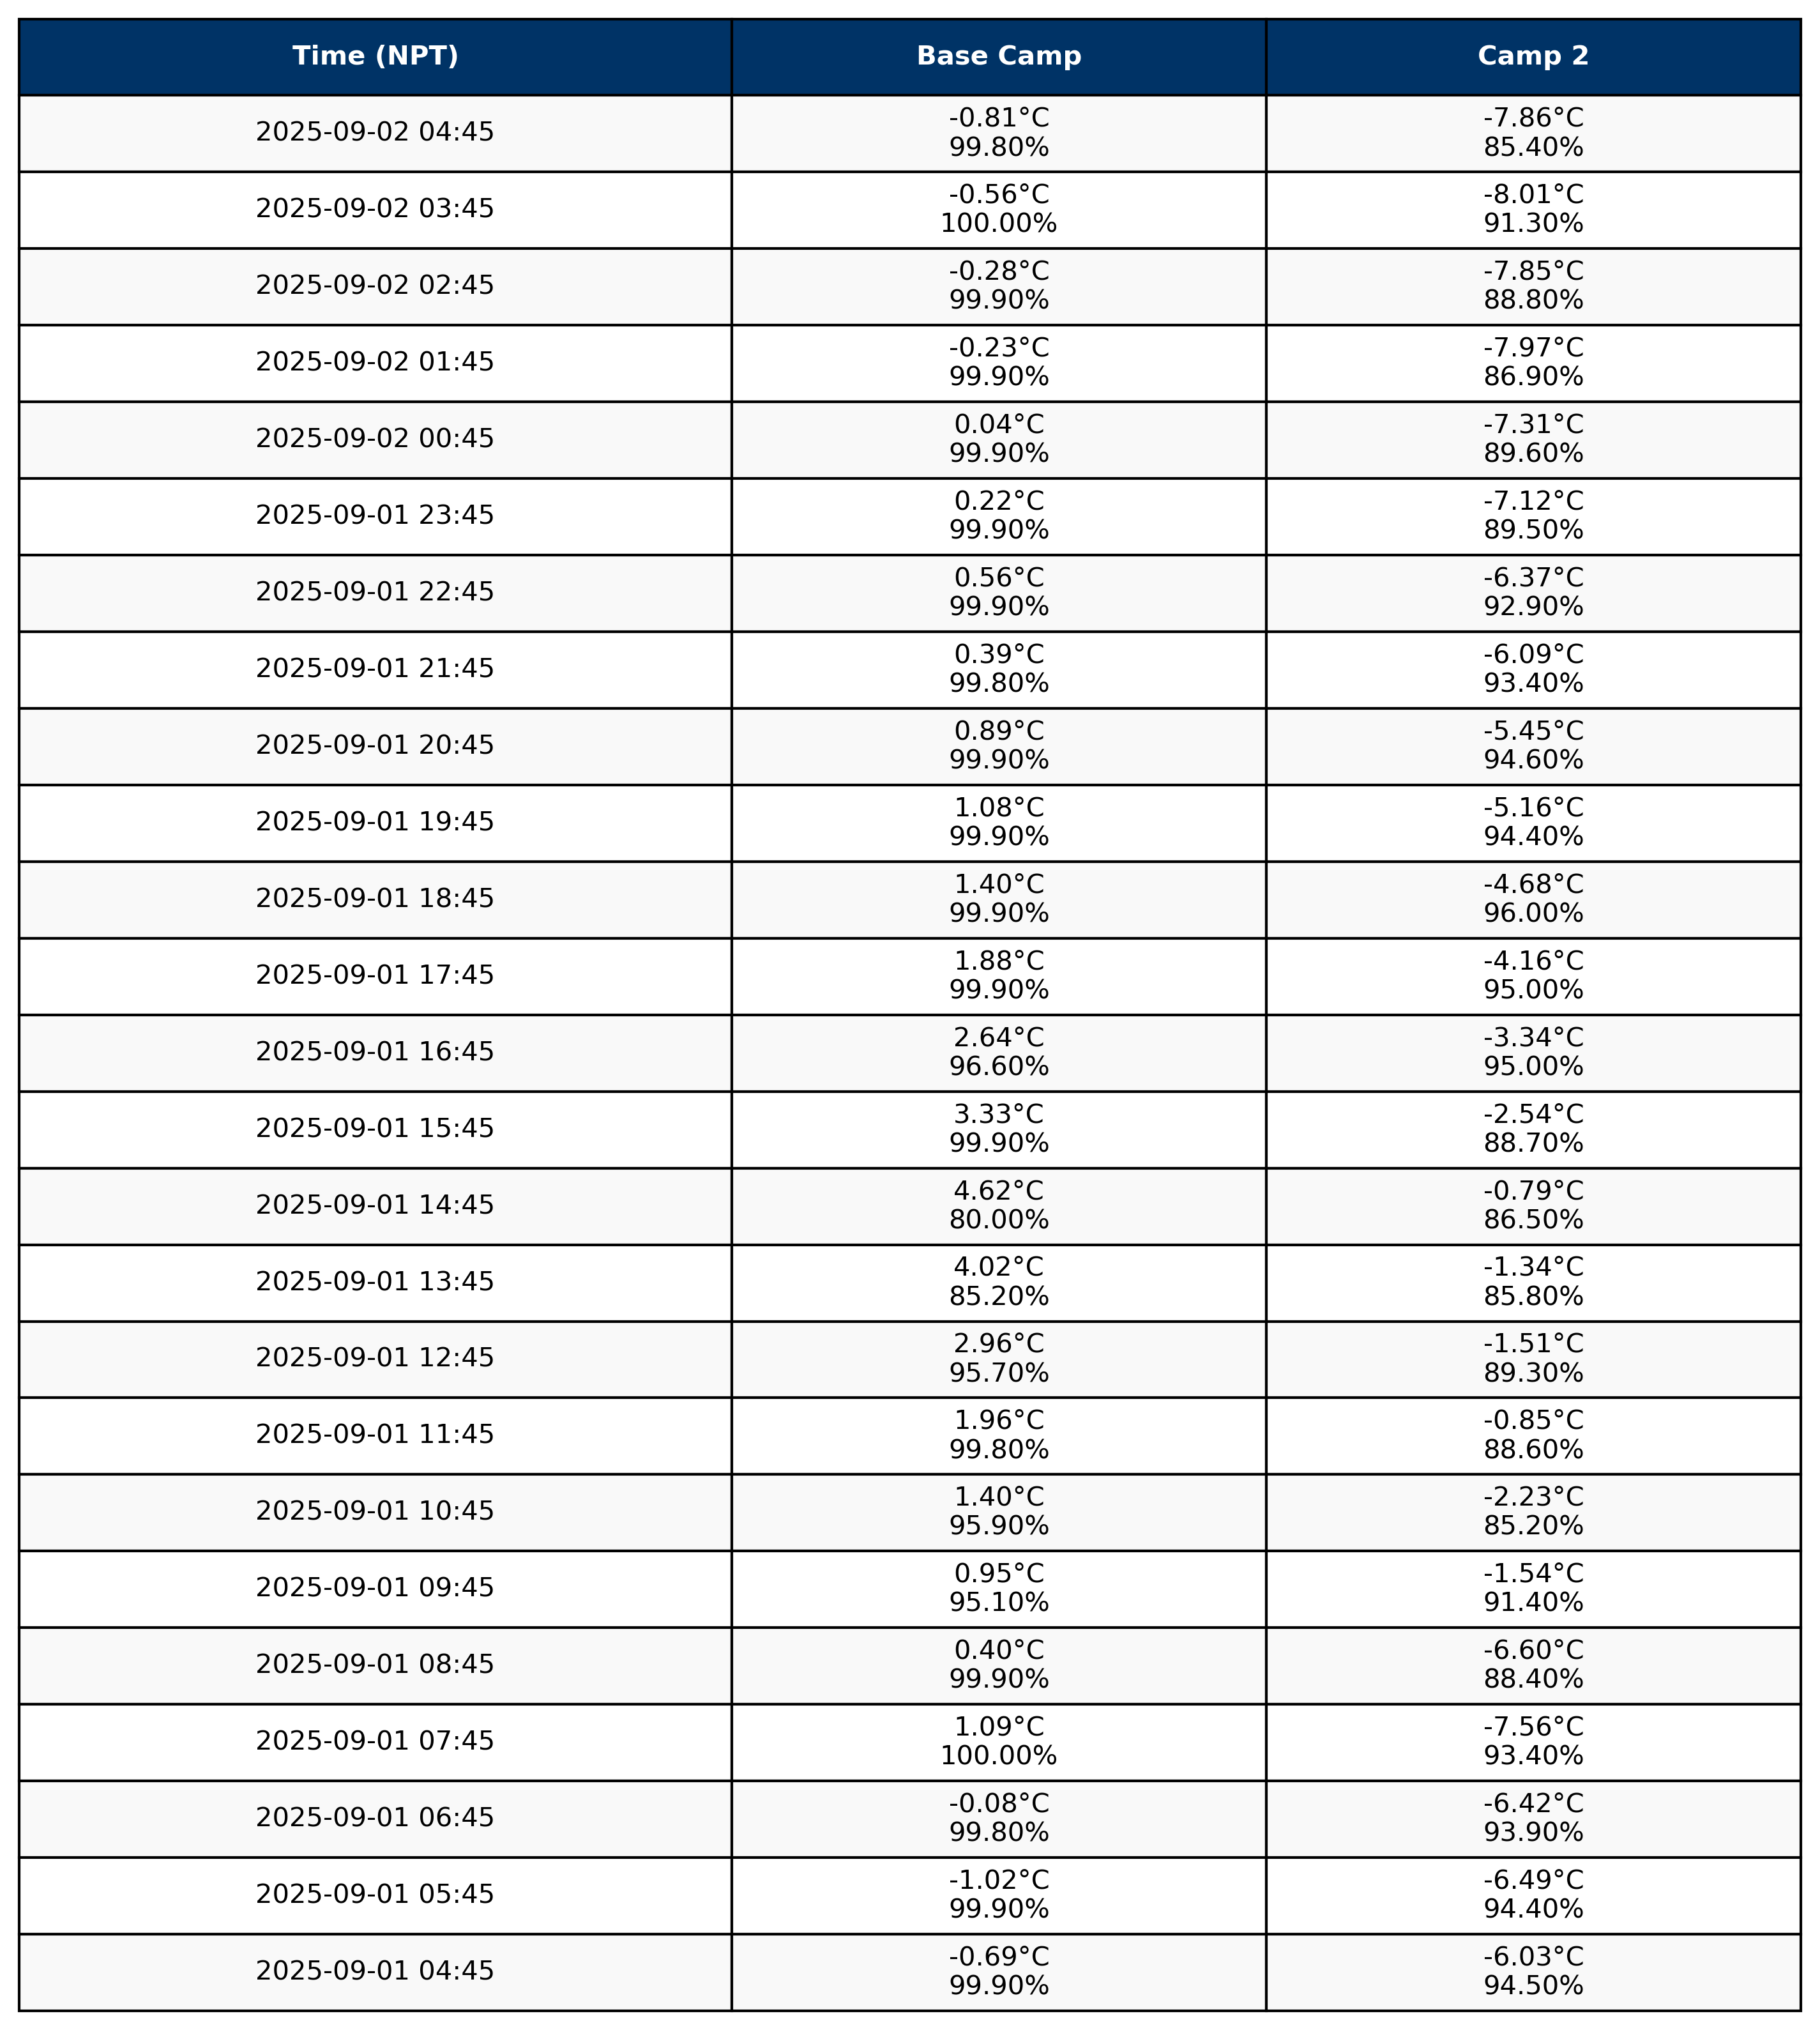 Time (NPT) Base Camp Camp 2
2025-09-02 04:45 -0.81°C -7.86°C
99.80% 85.40%
2025-09-02 03:45 -0.56°C -8.01°C
100.00% 91.30%
2025-09-02 02:45 -0.28°C -7.85°C
99.90% 88.80%
2025-09-02 01:45 -0.23°C -7.97°C
99.90% 86.90%
2025-09-02 00:45 0.04°C -7.31°C
99.90% 89.60%
2025-09-01 23:45 0.22°C -7.12°C
99.90% 89.50%
2025-09-01 22:45 0.56°C -6.37°C
99.90% 92.90%
2025-09-01 21:45 0.39°C -6.09°C
99.80% 93.40%
2025-09-01 20:45 0.89°C -5.45°C
99.90% 94.60%
2025-09-01 19:45 1.08°C -5.16°C
99.90% 94.40%
2025-09-01 18:45 1.40°C -4.68°C
99.90% 96.00%
2025-09-01 17:45 1.88°C -4.16°C
99.90% 95.00%
2025-09-01 16:45 2.64°C -3.34°C
96.60% 95.00%
2025-09-01 15:45 3.33°C -2.54°C
99.90% 88.70%
2025-09-01 14:45 4.62°C -0.79°C
80.00% 86.50%
2025-09-01 13:45 4.02°C -1.34°C
85.20% 85.80%
2025-09-01 12:45 2.96°C -1.51°C
95.70% 89.30%
2025-09-01 11:45 1.96°C -0.85°C
99.80% 88.60%
2025-09-01 10:45 1.40°C -2.23°C
95.90% 85.20%
2025-09-01 09:45 0.95°C -1.54°C
95.10% 91.40%
2025-09-01 08:45 0.40°C -6.60°C
99.90% 88.40%
2025-09-01 07:45 1.09°C -7.56°C
100.00% 93.40%
2025-09-01 06:45 -0.08°C -6.42°C
99.80% 93.90%
2025-09-01 05:45 -1.02°C -6.49°C
99.90% 94.40%
2025-09-01 04:45 -0.69°C -6.03°C
99.90% 94.50%